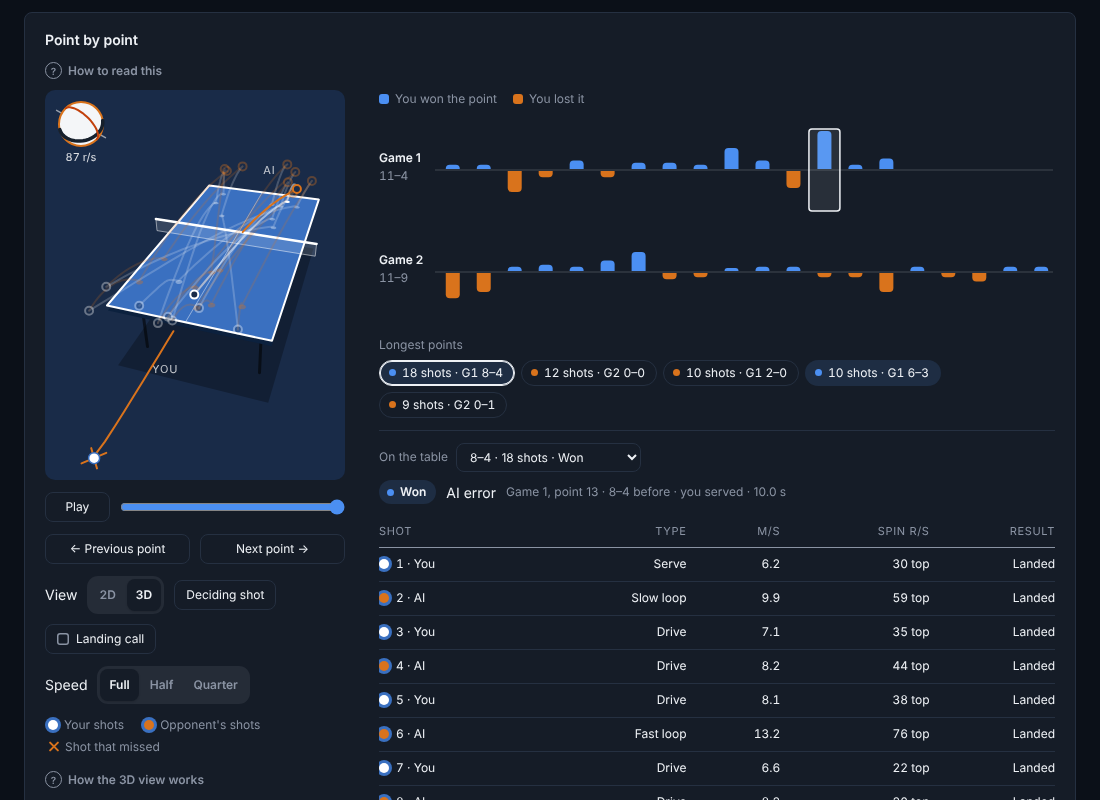 Point by point
? How to read this
87 r/s
AI
YOU
Play
← Previous point
Next point →
View 2D 3D Deciding shot
Landing call
Speed Full Half Quarter
Your shots Opponent's shots
Shot that missed
? How the 3D view works
You won the point You lost it
Game 1
11–4
Game 2
11–9
Longest points
18 shots · G1 8–4 12 shots · G2 0–0 10 shots · G1 2–0 10 shots · G1 6–3
9 shots · G2 0–1
On the table 8–4 · 18 shots · Won
Won AI error Game 1, point 13 · 8–4 before · you served · 10.0 s
SHOT TYPE M/S SPIN R/S RESULT
1 · You Serve 6.2 30 top Landed
2 · AI Slow loop 9.9 59 top Landed
3 · You Drive 7.1 35 top Landed
4 · AI Drive 8.2 44 top Landed
5 · You Drive 8.1 38 top Landed
6 · AI Fast loop 13.2 76 top Landed
7 · You Drive 6.6 22 top Landed